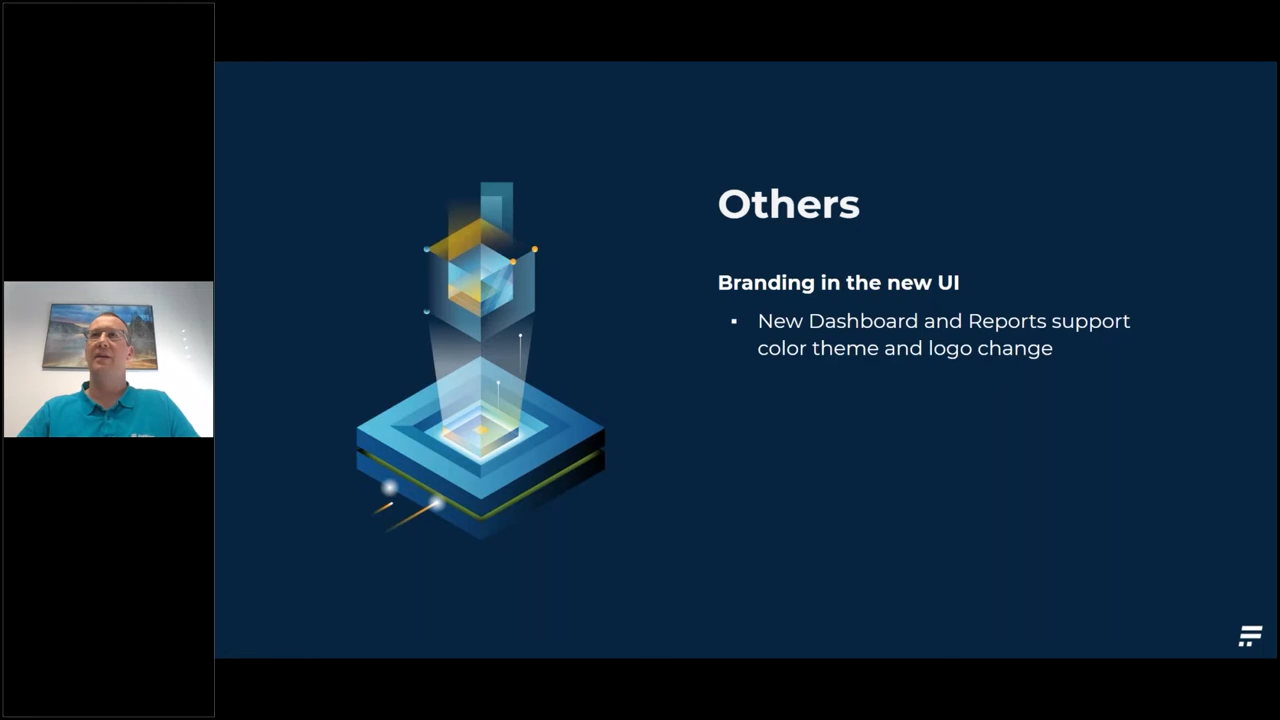 Others
Branding in the new UI
▪ New Dashboard and Reports support
color theme and logo change